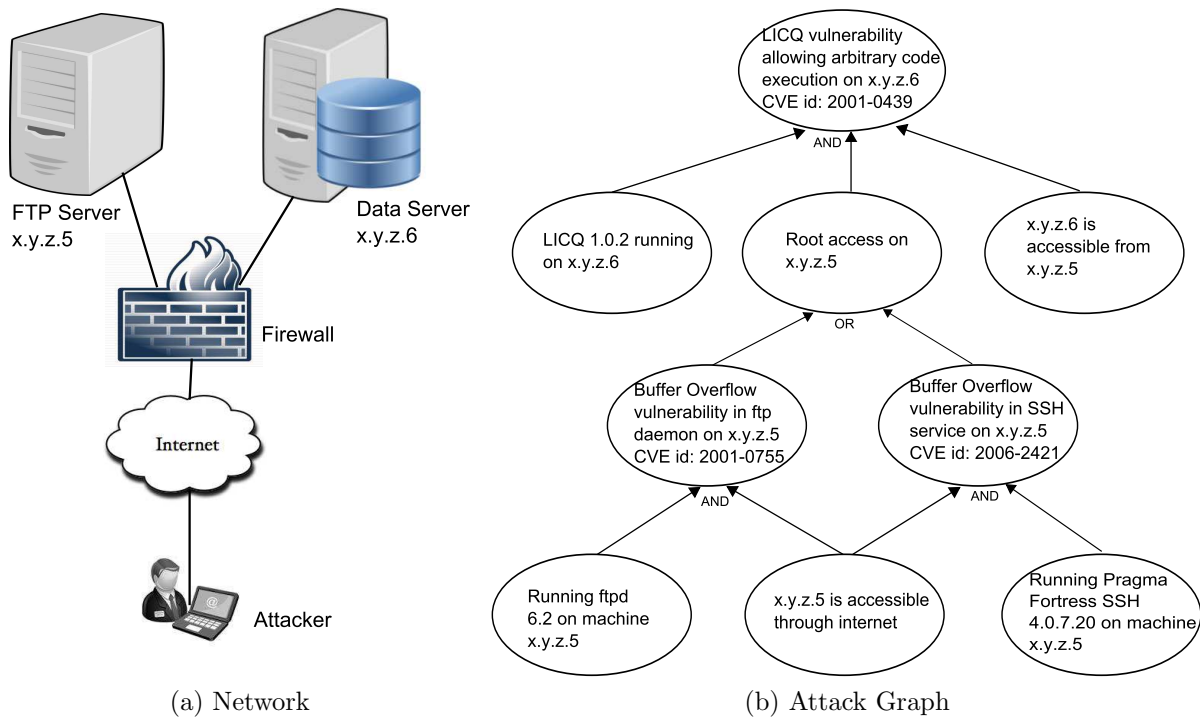 FTP Server
x.y.z.5
Data Server
x.y.z.6
Firewall
Internet
@
Attacker
(a) Network
LICQ vulnerability
allowing arbitrary code
execution on x.y.z.6
CVE id: 2001-0439
AND
LICQ 1.0.2 running
on x.y.z.6
Root access on
x.y.z.5
x.y.z.6 is
accessible from
x.y.z.5
OR
Buffer Overflow
vulnerability in ftp
daemon on x.y.z.5
CVE id: 2001-0755
Buffer Overflow
vulnerability in SSH
service on x.y.z.5
CVE id: 2006-2421
AND
AND
Running ftpd
6.2 on machine
x.y.z.5
x.y.z.5 is accessible
through internet
Running Pragma
Fortress SSH
4.0.7.20 on machine
x.y.z.5
(b) Attack Graph